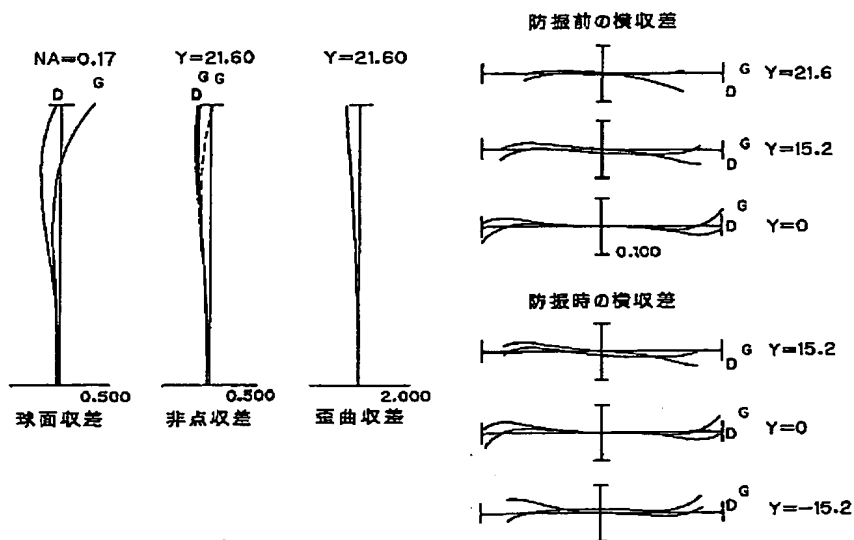 NA=0.17
D
G
0.500
球面収差
Y=21.60
G G
D
0.500
非点収差
Y=21.60
2.000
歪曲収差
防振前の横収差
G Y=21.6
D
G Y=15.2
D
G
D Y=0
0.100
防振時の横収差
G
D Y=15.2
G
D Y=0
G
D Y=-15.2